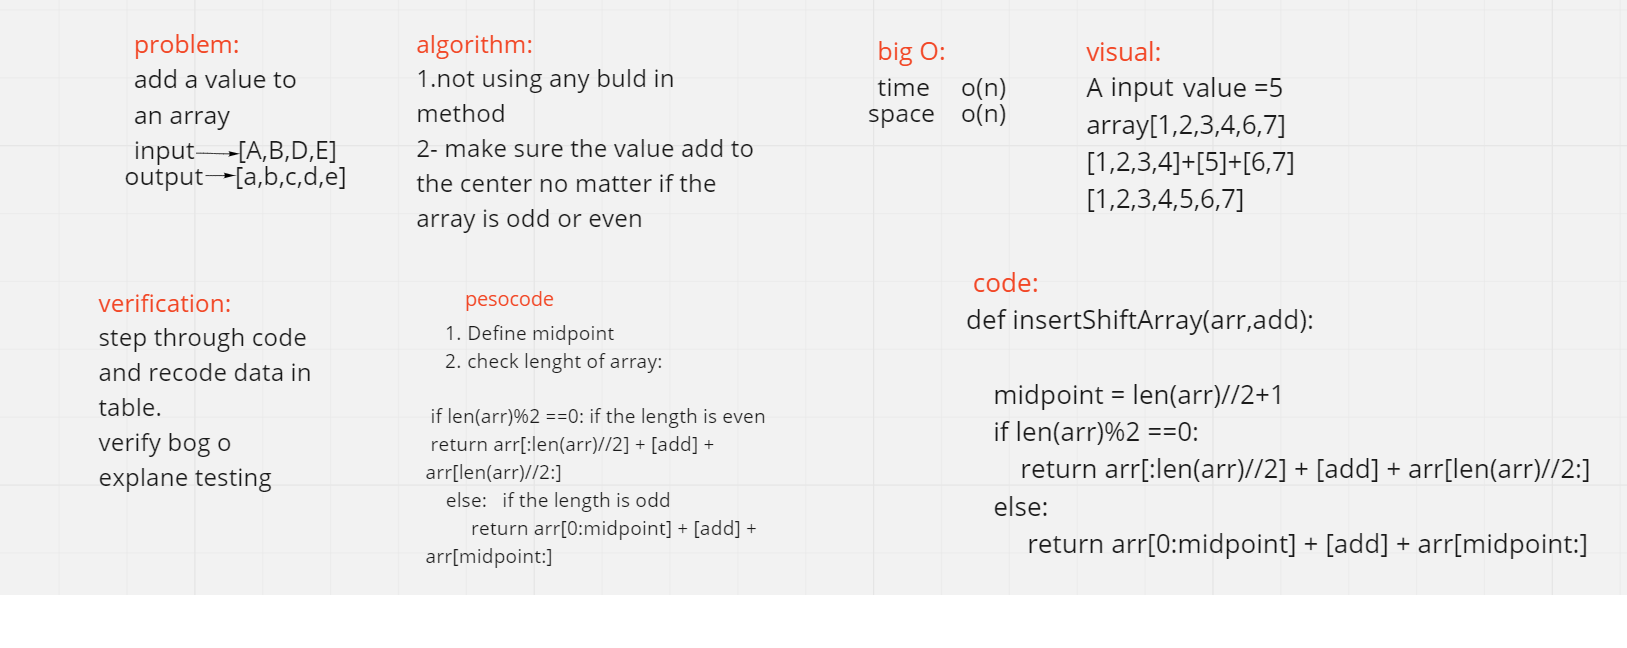 problem:
add a value to
an array
input [A,B,D,E]
output [a,b,c,d,e]
algorithm:
1.not using any buld in
method
2- make sure the value add to
the center no matter if the
array is odd or even
big O:
time o(n)
space o(n)
visual:
A input value =5
array[1,2,3,4,6,7]
[1,2,3,4]+[5]+[6,7]
[1,2,3,4,5,6,7]
verification:
step through code
and recode data in
table.
verify bog o
explane testing
pesocode
1. Define midpoint
2. check lenght of array:
if len(arr)%2 ==0: if the length is even
return arr[:len(arr)//2] + [add] +
arr[len(arr)//2:]
else: if the length is odd
return arr[0:midpoint] + [add] +
arr[midpoint:]
code:
def insertShiftArray(arr,add):
midpoint = len(arr)//2+1
if len(arr)%2 ==0:
return arr[:len(arr)//2] + [add] + arr[len(arr)//2:]
else:
return arr[0:midpoint] + [add] + arr[midpoint:]